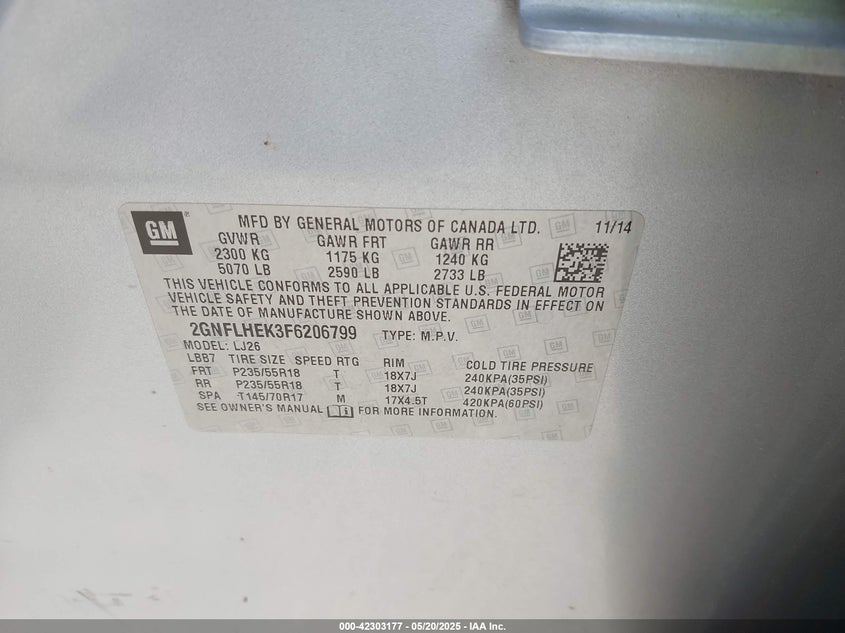 GM ®
MFD BY GENERAL MOTORS OF CANADA LTD. 11/14
GVWR GAWR FRT GAWR RR
2300 KG 1175 KG 1240 KG
5070 LB 2590 LB 2733 LB
THIS VEHICLE CONFORMS TO ALL APPLICABLE U.S. FEDERAL MOTOR
VEHICLE SAFETY AND THEFT PREVENTION STANDARDS IN EFFECT ON
THE DATE OF MANUFACTURE SHOWN ABOVE.
2GNFLHEK3F6206799 TYPE: M.P.V.
MODEL: LJ26
LBB7 TIRE SIZE SPEED RTG RIM COLD TIRE PRESSURE
FRT P235/55R18 T 18X7J 240KPA(35PSI)
RR P235/55R18 T 18X7J 240KPA(35PSI)
SPA T145/70R17 M 17X4.5T 420KPA(60PSI)
SEE OWNER'S MANUAL FOR MORE INFORMATION.
000-42303177 - 05/20/2025 - IAA Inc.